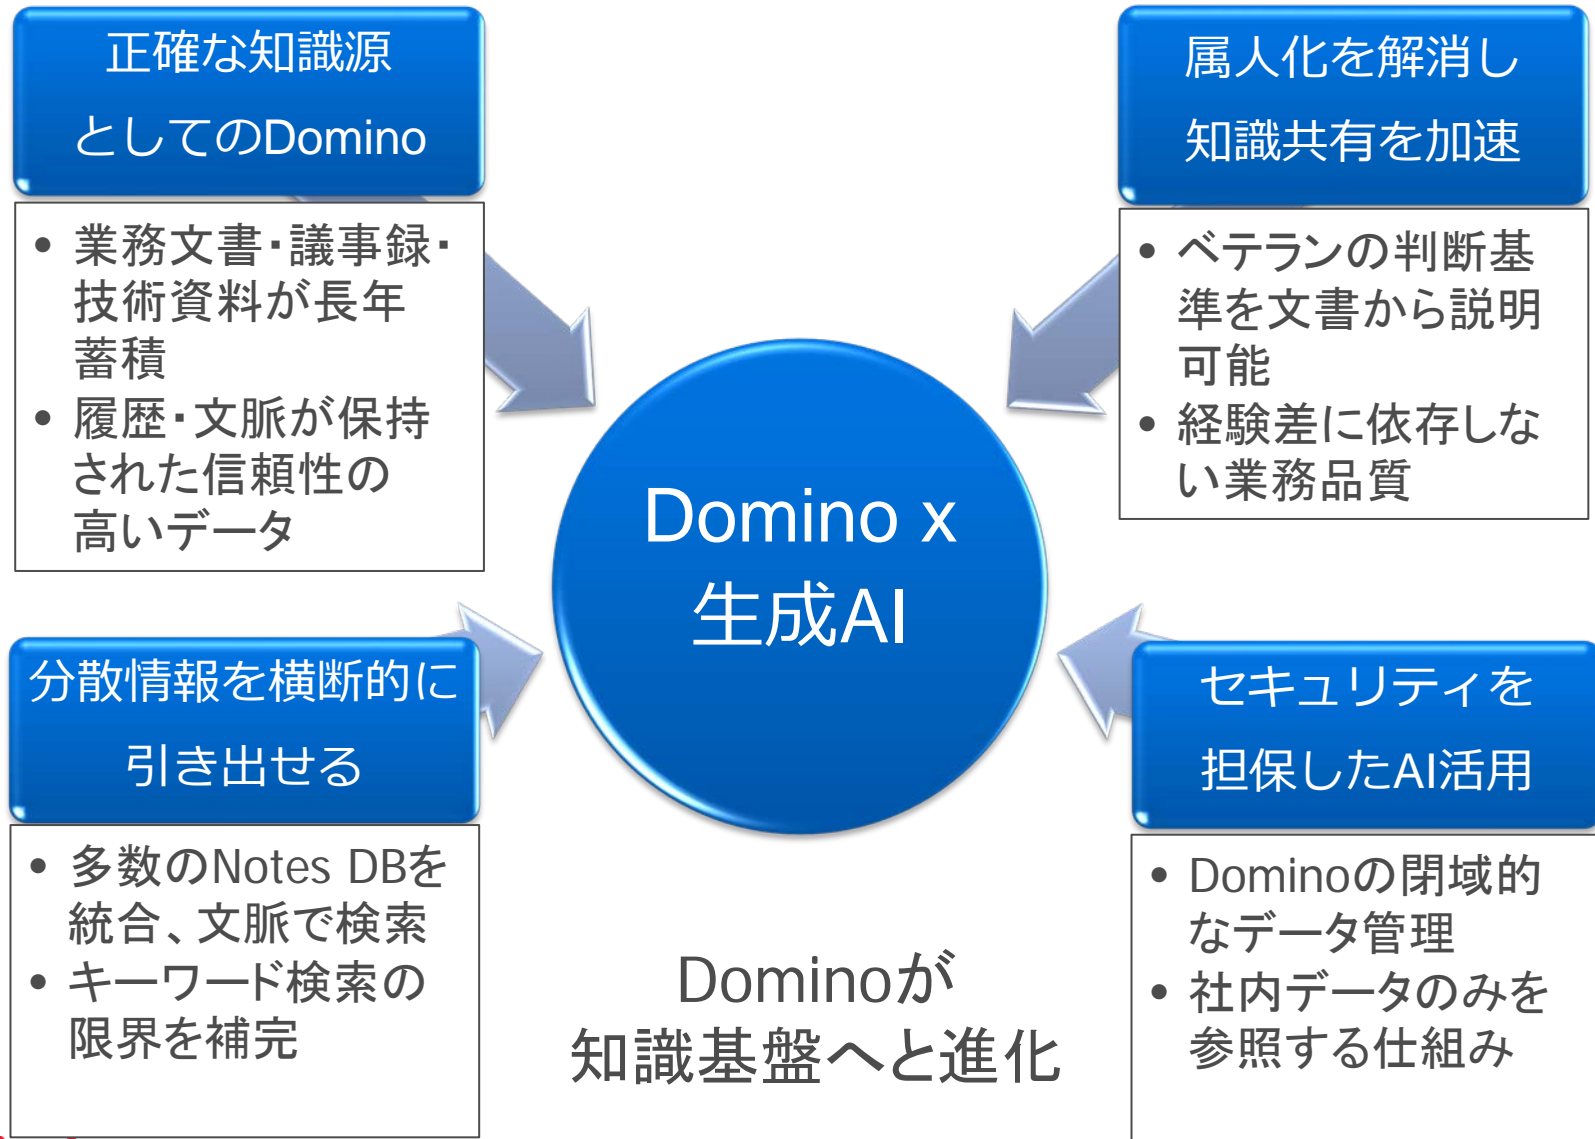 正確な知識源
としてのDomino
• 業務文書・議事録・
技術資料が長年
蓄積
• 履歴・文脈が保持
された信頼性の
高いデータ
属人化を解消し
知識共有を加速
• ベテランの判断基
準を文書から説明
可能
• 経験差に依存しな
い業務品質
Domino x
生成AI
分散情報を横断的に
引き出せる
• 多数のNotes DBを
統合、文脈で検索
• キーワード検索の
限界を補完
セキュリティを
担保したAI活用
• Dominoの閉域的
なデータ管理
• 社内データのみを
参照する仕組み
Dominoが
知識基盤へと進化